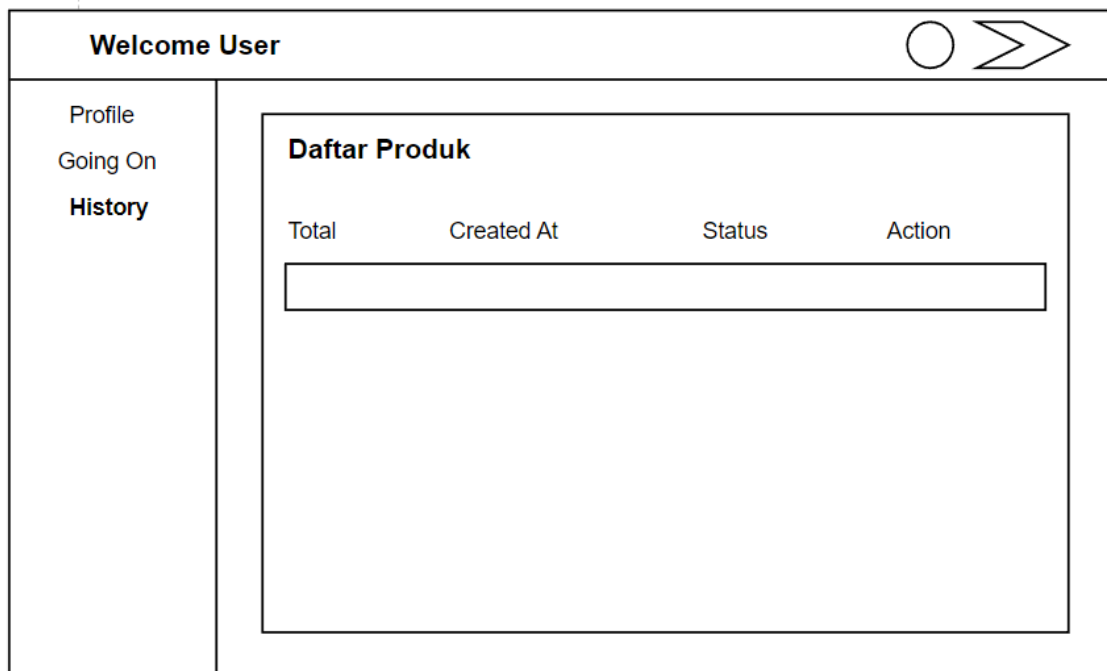 Welcome User
Profile
Going On
History
Daftar Produk
Total Created At Status Action